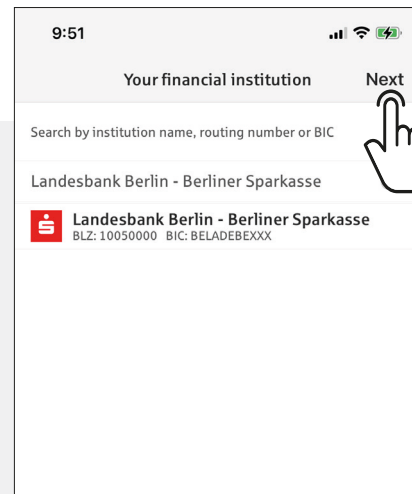 9:51
Your financial institution Next
Search by institution name, routing number or BIC
Landesbank Berlin - Berliner Sparkasse
Landesbank Berlin - Berliner Sparkasse
BLZ: 10050000 BIC: BELADEBEXXX